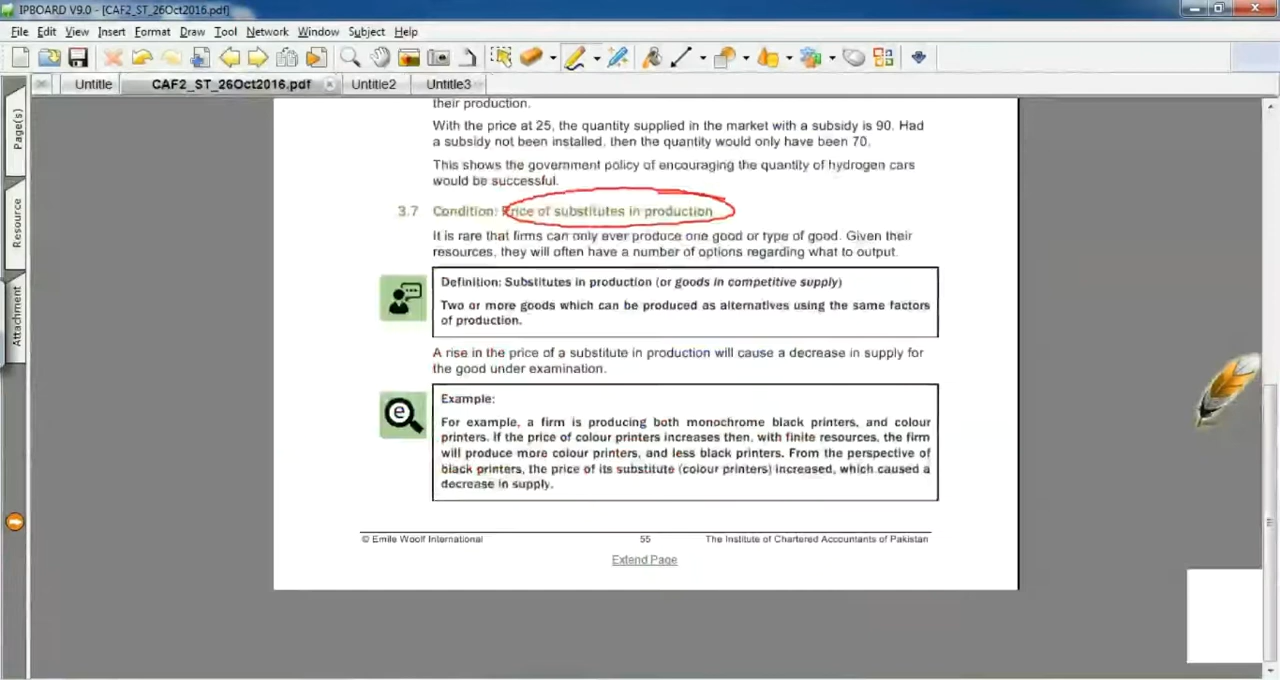 IPBOARD V9.0 - [CAF2_ST_26Oct2016.pdf]
File Edit View Insert Format Draw Tool Network Window Subject Help
Untitle CAF2_ST_26Oct2016.pdf Untitle2 Untitle3
Page(s)
Resource
Attachment
their production.
With the price at 25, the quantity supplied in the market with a subsidy is 90. Had
a subsidy not been installed, then the quantity would only have been 70.
This shows the government policy of encouraging the quantity of hydrogen cars
would be successful.
3.7 Condition: Price of substitutes in production
It is rare that firms can only ever produce one good or type of good. Given their
resources, they will often have a number of options regarding what to output.
Definition: Substitutes in production (or goods in competitive supply)
Two or more goods which can be produced as alternatives using the same factors
of production.
A rise in the price of a substitute in production will cause a decrease in supply for
the good under examination.
e
Example:
For example, a firm is producing both monochrome black printers, and colour
printers. If the price of colour printers increases then, with finite resources, the firm
will produce more colour printers, and less black printers. From the perspective of
black printers, the price of its substitute (colour printers) increased, which caused a
decrease in supply.
© Emile Woolf International 55 The Institute of Chartered Accountants of Pakistan
Extend Page